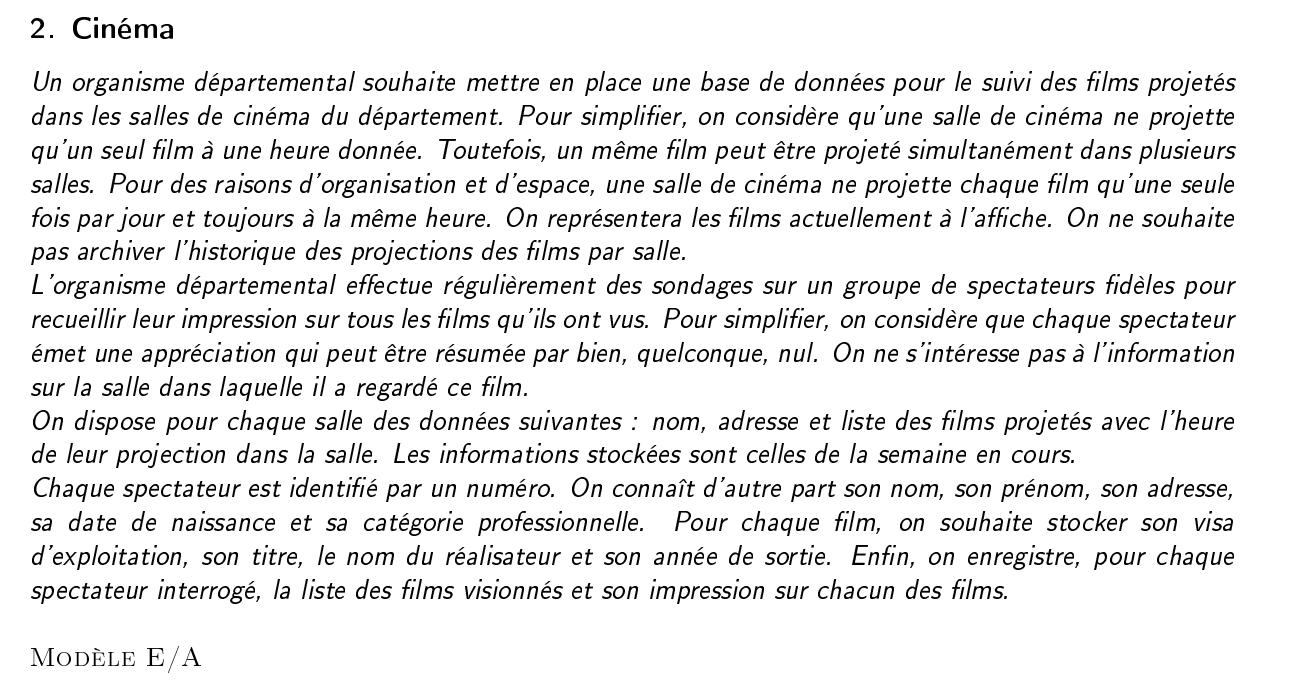 2. Cinéma
Un organisme départemental souhaite mettre en place une base de données pour le suivi des films projetés
dans les salles de cinéma du département. Pour simplifier, on considère qu'une salle de cinéma ne projette
qu'un seul film à une heure donnée. Toutefois, un même film peut être projeté simultanément dans plusieurs
salles. Pour des raisons d'organisation et d'espace, une salle de cinéma ne projette chaque film qu'une seule
fois par jour et toujours à la même heure. On représentera les films actuellement à l'affiche. On ne souhaite
pas archiver l'historique des projections des films par salle.
L'organisme départemental effectue régulièrement des sondages sur un groupe de spectateurs fidèles pour
recueillir leur impression sur tous les films qu'ils ont vus. Pour simplifier, on considère que chaque spectateur
émet une appréciation qui peut être résumée par bien, quelconque, nul. On ne s'intéresse pas à l'information
sur la salle dans laquelle il a regardé ce film.
On dispose pour chaque salle des données suivantes : nom, adresse et liste des films projetés avec l'heure
de leur projection dans la salle. Les informations stockées sont celles de la semaine en cours.
Chaque spectateur est identifié par un numéro. On connaît d'autre part son nom, son prénom, son adresse,
sa date de naissance et sa catégorie professionnelle. Pour chaque film, on souhaite stocker son visa
d'exploitation, son titre, le nom du réalisateur et son année de sortie. Enfin, on enregistre, pour chaque
spectateur interrogé, la liste des films visionnés et son impression sur chacun des films.
MODÈLE E/A